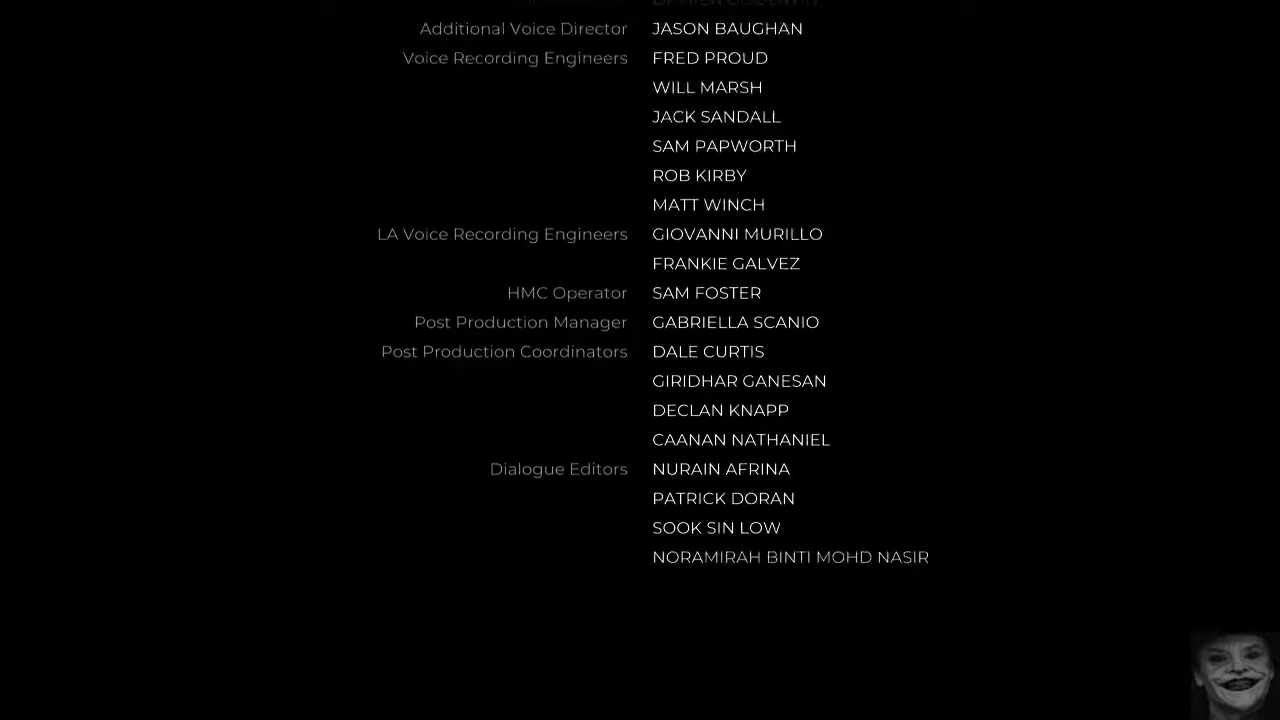 Additional Voice Director JASON BAUGHAN
Voice Recording Engineers FRED PROUD
WILL MARSH
JACK SANDALL
SAM PAPWORTH
ROB KIRBY
MATT WINCH
LA Voice Recording Engineers GIOVANNI MURILLO
FRANKIE GALVEZ
HMC Operator SAM FOSTER
Post Production Manager GABRIELLA SCANIO
Post Production Coordinators DALE CURTIS
GIRIDHAR GANESAN
DECLAN KNAPP
CAANAN NATHANIEL
Dialogue Editors NURAIN AFRINA
PATRICK DORAN
SOOK SIN LOW
NORAMIRAH BINTI MOHD NASIR